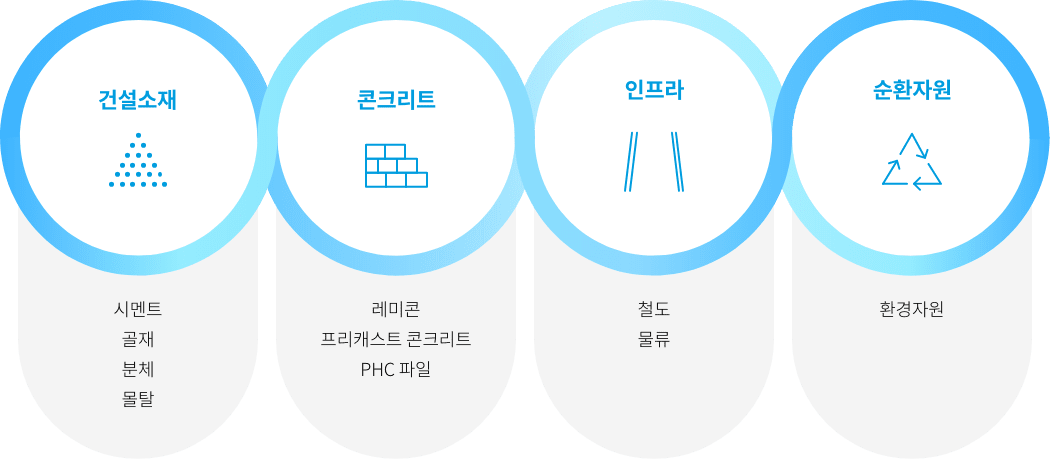 건설소재
시멘트
골재
분체
몰탈
콘크리트
레미콘
프리캐스트 콘크리트
PHC 파일
인프라
철도
물류
순환자원
환경자원